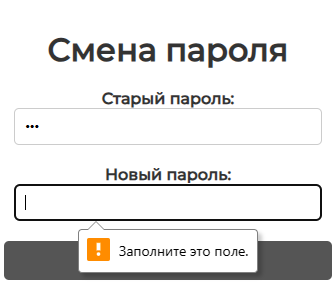 Смена пароля
Старый пароль:
•••
Новый пароль:
Заполните это поле.